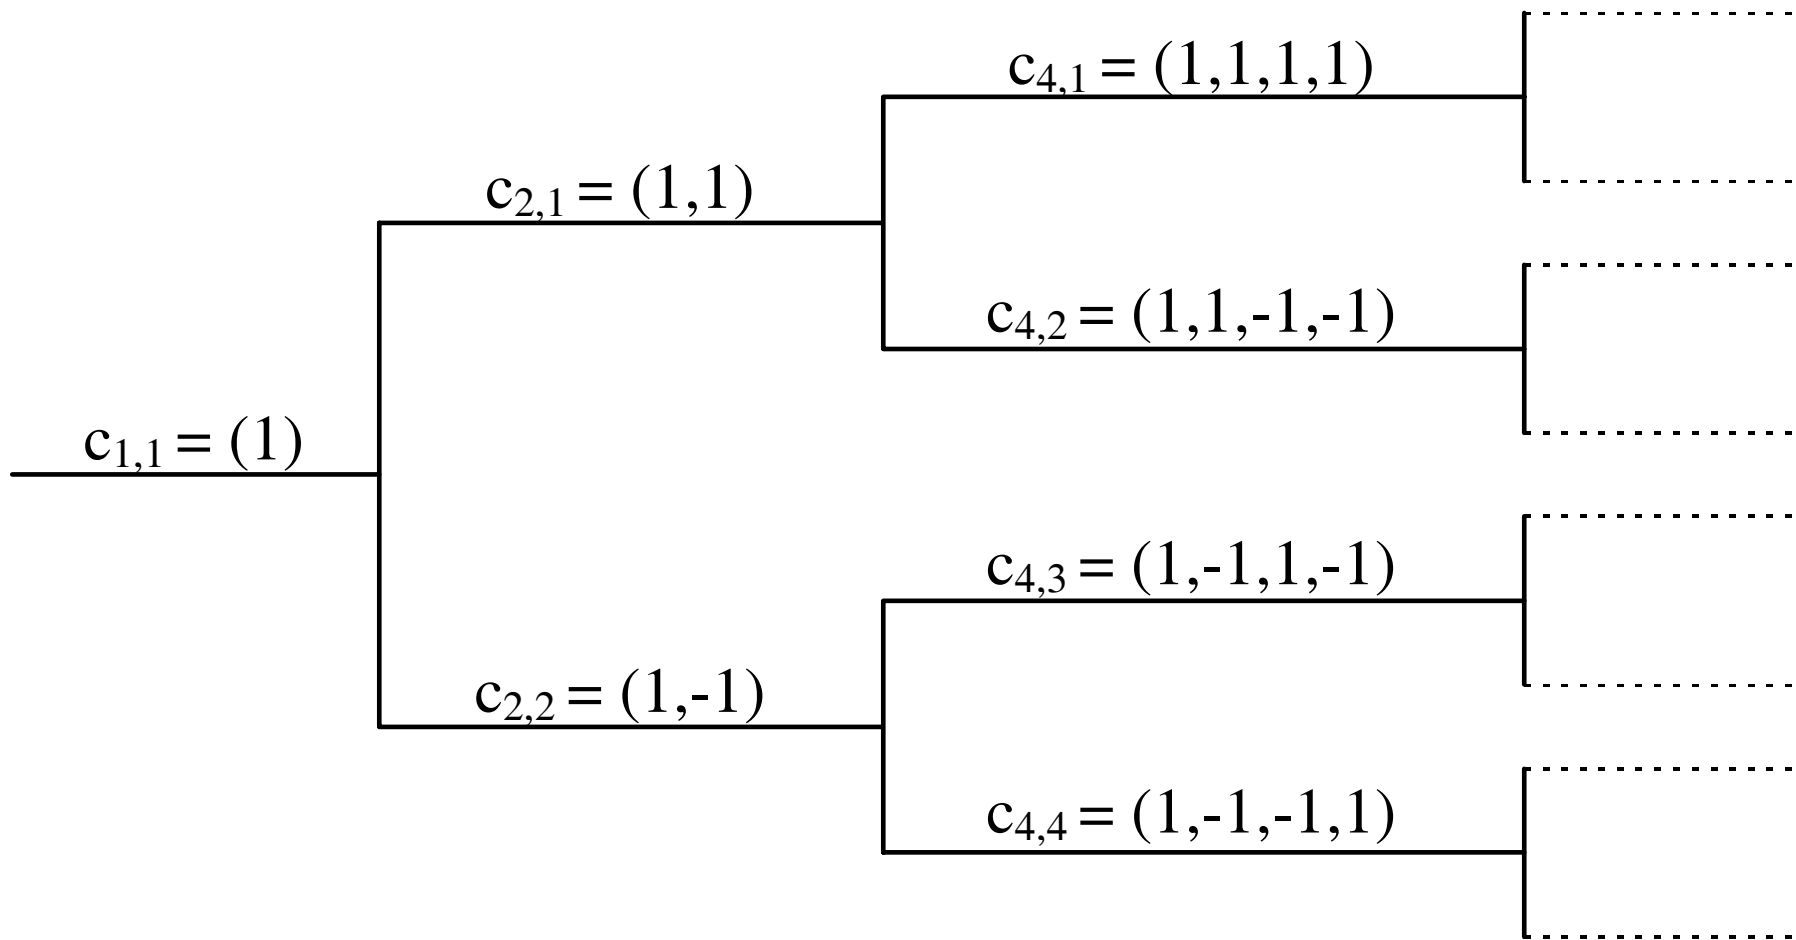 c4,1 = (1,1,1,1)
c2,1 = (1,1)
c4,2 = (1,1,-1,-1)
c1,1 = (1)
c4,3 = (1,-1,1,-1)
c2,2 = (1,-1)
c4,4 = (1,-1,-1,1)